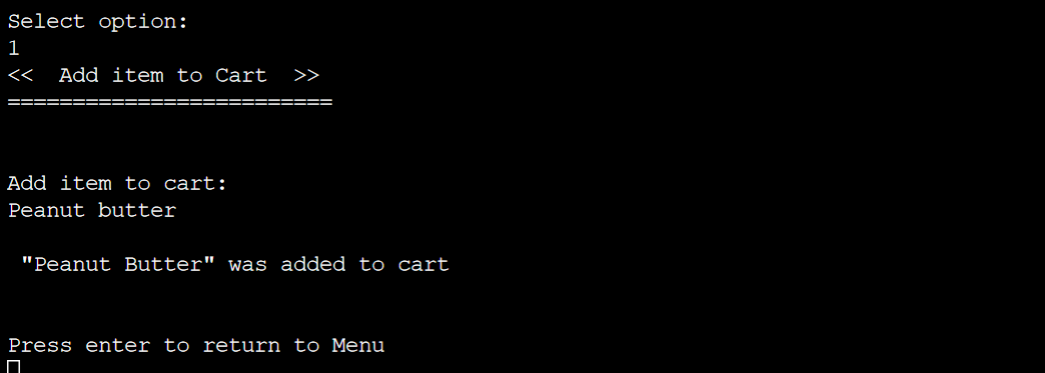 Select option:
1
<<  Add item to Cart  >>
=========================
Add item to cart:
Peanut butter
"Peanut Butter" was added to cart
Press enter to return to Menu